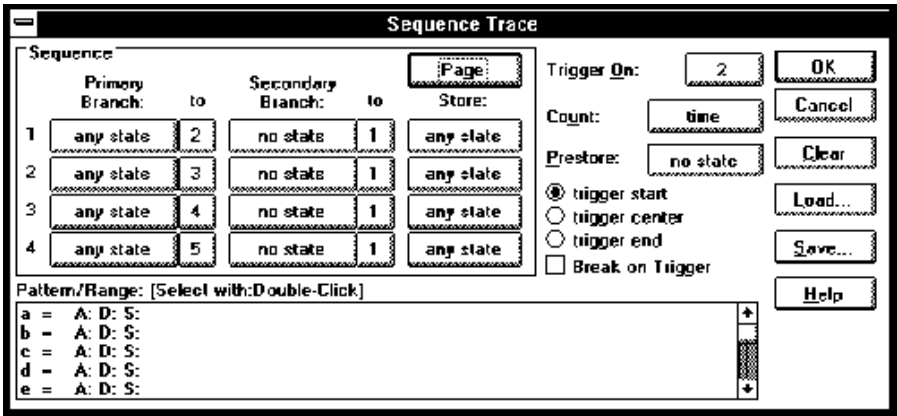 Sequence Trace
Sequence
Page
Primary Branch: to Secondary Branch: to Store:
1 any state 2 no state 1 any state
2 any state 3 no state 1 any state
3 any state 4 no state 1 any state
4 any state 5 no state 1 any state
Trigger On: 2
Count: time
Prestore: no state
trigger start
trigger center
trigger end
Break on Trigger
OK
Cancel
Clear
Load...
Save...
Help
Pattern/Range: [Select with:Double-Click]
a = A: D: S:
b = A: D: S:
c = A: D: S:
d = A: D: S:
e = A: D: S: